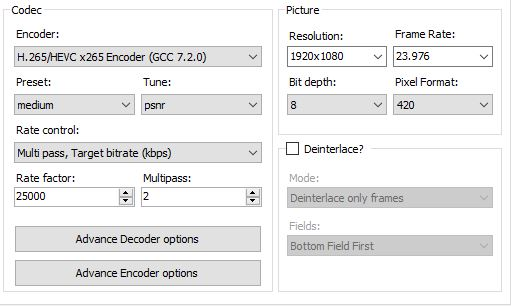 Codec
Encoder:
H.265/HEVC x265 Encoder (GCC 7.2.0)
Preset:
Tune:
medium
psnr
Rate control:
Multi pass, Target bitrate (kbps)
Rate factor:
Multipass:
25000
2
Advance Decoder options
Advance Encoder options
Picture
Resolution:
Frame Rate:
1920x1080
23.976
Bit depth:
Pixel Format:
8
420
Deinterlace?
Mode:
Deinterlace only frames
Fields:
Bottom Field First